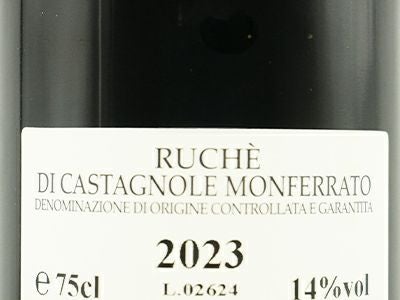 RUCHÈ
DI CASTAGNOLE MONFERRATO
DENOMINAZIONE DI ORIGINE CONTROLLATA E GARANTITA
2023
℮ 75cl L.02624 14%vol